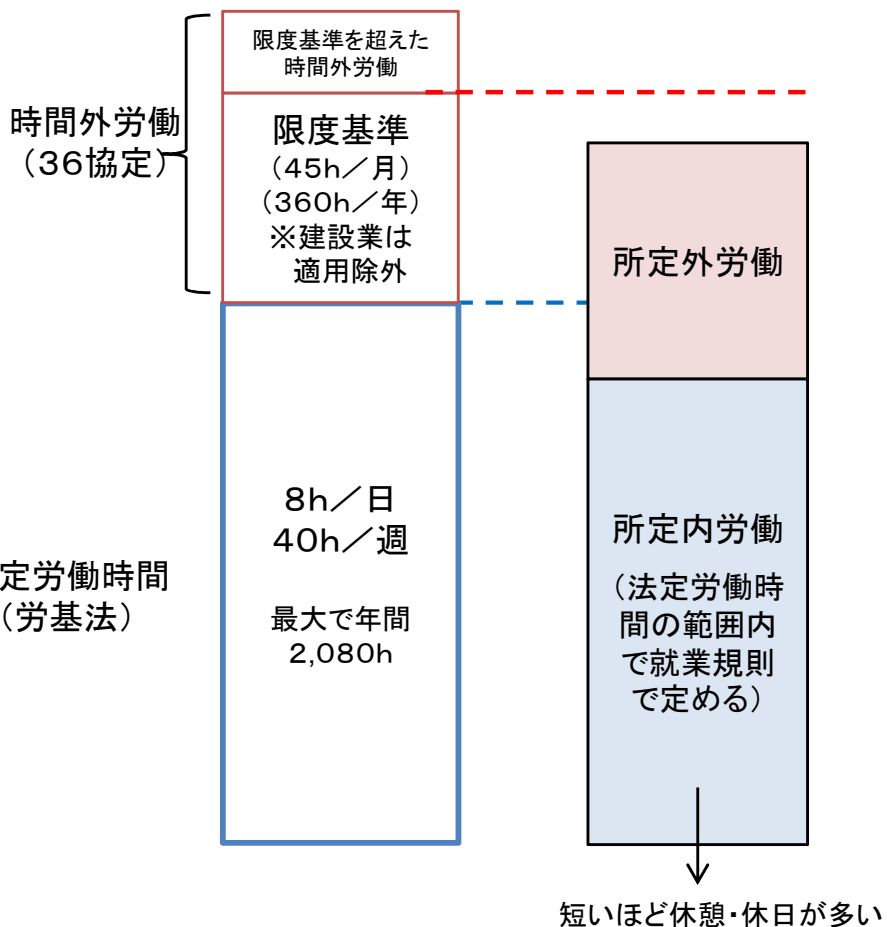 限度基準を超えた
時間外労働
時間外労働
(36協定)
限度基準
(45h/月)
(360h/年)
※建設業は
適用除外
所定外労働
8h/日
40h/週
最大で年間
2,080h
定労働時間
(労基法)
所定内労働
(法定労働時
間の範囲内
で就業規則
で定める)
短いほど休憩・休日が多い